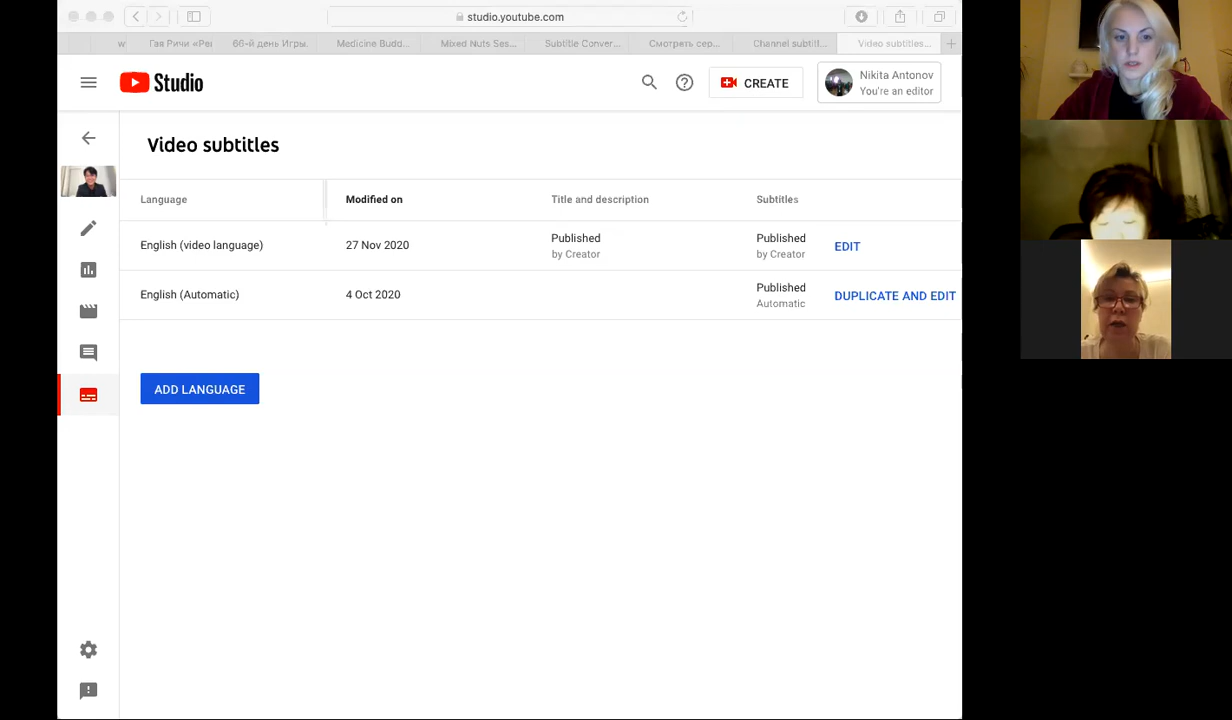 studio.youtube.com
w
Гая Ричи «Реі
66-й день Игры.
Medicine Budd...
Mixed Nuts Ses...
Subtitle Conver...
Смотреть сер...
Channel subtitl...
Video subtitles...
Studio
CREATE
Nikita Antonov
You're an editor
Video subtitles
Language
Modified on
Title and description
Subtitles
English (video language)
27 Nov 2020
Published
by Creator
Published
by Creator
EDIT
English (Automatic)
4 Oct 2020
Published
Automatic
DUPLICATE AND EDIT
ADD LANGUAGE